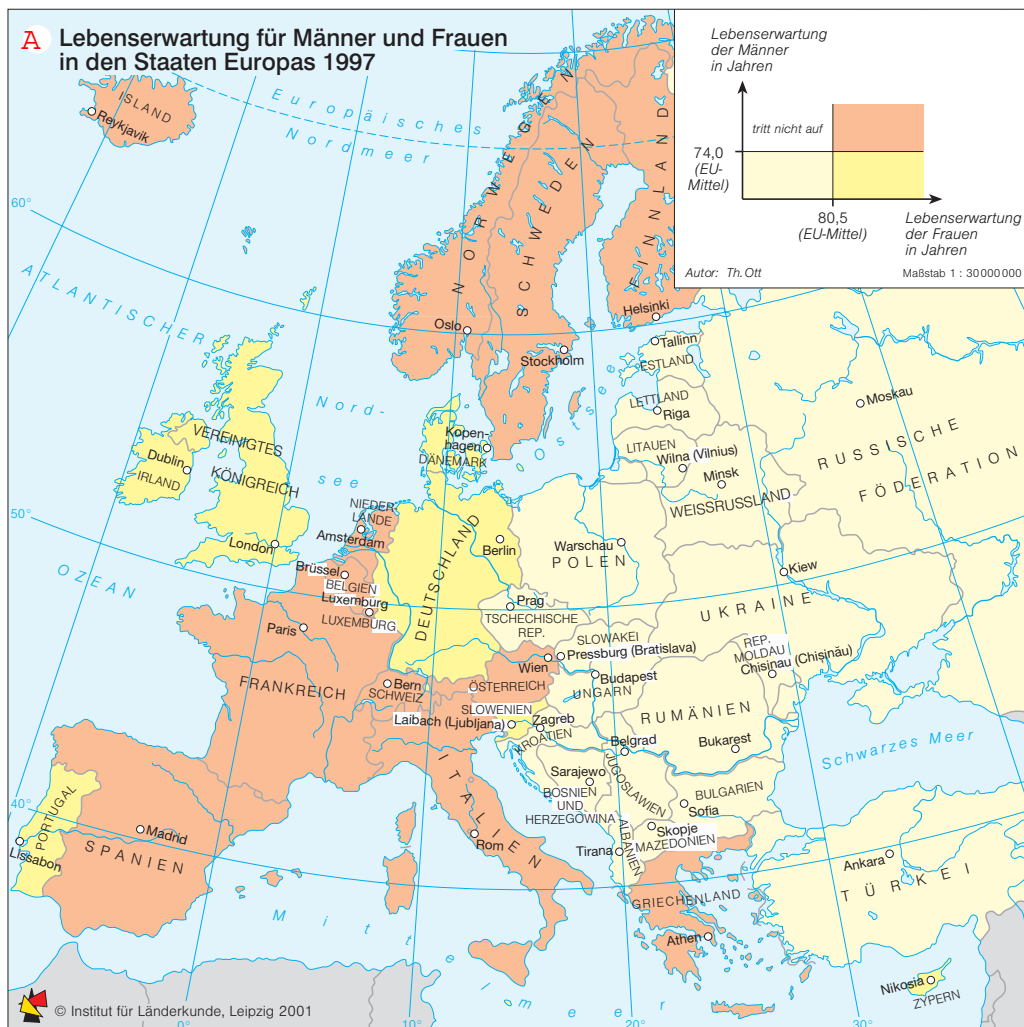 A Lebenserwartung für Männer und Frauen
in den Staaten Europas 1997
Lebenserwartung
der Männer
in Jahren
tritt nicht auf
74,0
(EU-
Mittel)
80,5
(EU-Mittel)
Lebenserwartung
der Frauen
in Jahren
Autor: Th. Ott
Maßstab 1 : 30 000 000
ISLAND
Reykjavik
Europäisches
Nordmeer
NORWEGEN
SCHWEDEN
FINNLAND
60°
ATLANTISCHER
OZEAN
50°
40°
Oslo
Stockholm
Helsinki
Tallinn
ESTLAND
LETTLAND
Riga
LITAUEN
Wilna (Vilnius)
Minsk
WEISSRUSSLAND
Moskau
RUSSISCHE
FÖDERATION
Nord-
see
Ostsee
Kopen-
hagen
DÄNEMARK
VEREINIGTES
KÖNIGREICH
Dublin
IRLAND
London
NIEDER-
LANDE
Amsterdam
Brüssel
BELGIEN
Luxemburg
LUXEMBURG
DEUTSCHLAND
Berlin
Warschau
POLEN
Kiew
UKRAINE
Prag
TSCHECHISCHE
REP.
SLOWAKEI
Pressburg (Bratislava)
REP.
MOLDAU
Chisinau (Chişinău)
Paris
FRANKREICH
Bern
SCHWEIZ
Wien
ÖSTERREICH
Budapest
UNGARN
SLOWENIEN
Laibach (Ljubljana)
Zagreb
KROATIEN
RUMÄNIEN
Bukarest
Belgrad
JUGOSLAWIEN
Sarajewo
BOSNIEN
UND
HERZEGOWINA
BULGARIEN
Sofia
Skopje
MAZEDONIEN
ALBANIEN
Tirana
Schwarzes Meer
ITALIEN
Rom
PORTUGAL
Lissabon
Madrid
SPANIEN
GRIECHENLAND
Athen
Ankara
TÜRKEI
Nikosia
ZYPERN
Mittelmeer
© Institut für Länderkunde, Leipzig 2001
0°
10°
20°
30°